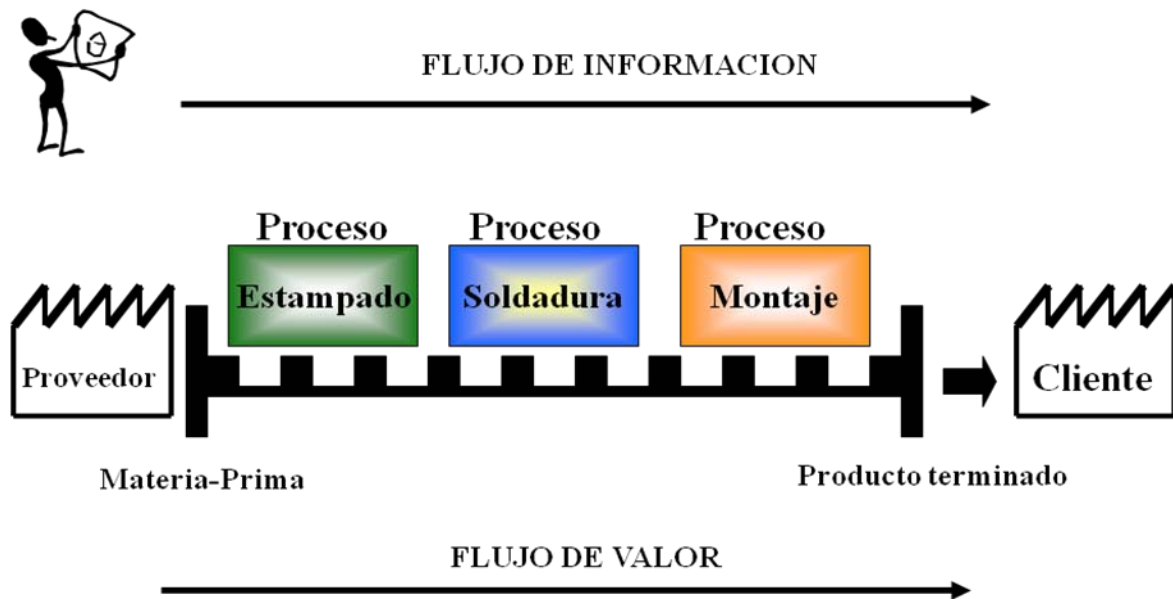 FLUJO DE INFORMACION
Proceso
Proceso
Proceso
Estampado
Soldadura
Montaje
Proveedor
Cliente
Materia-Prima
Producto terminado
FLUJO DE VALOR